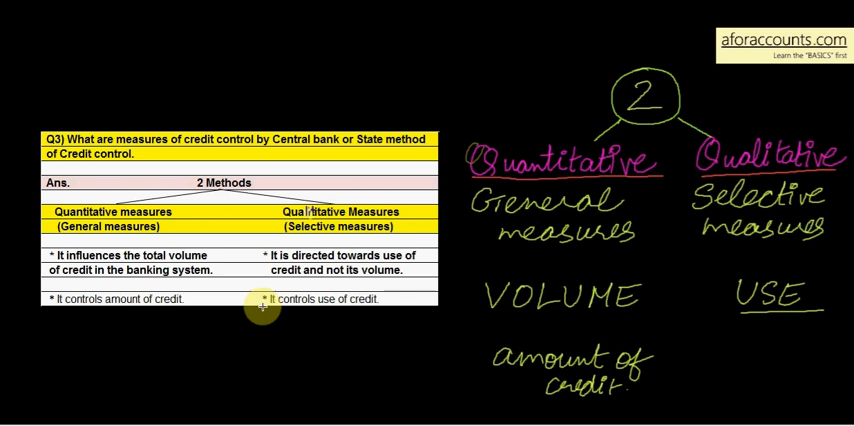 aforaccounts.com
Learn the "BASICS" first
Q3) What are measures of credit control by Central bank or State method
of Credit control.
Ans. 2 Methods
Quantitative measures Qualitative Measures
(General measures) (Selective measures)
* It influences the total volume * It is directed towards use of
of credit in the banking system. credit and not its volume.
* It controls amount of credit. * It controls use of credit.
2
Quantitative Qualitative
General Selective
measures measures
VOLUME USE
amount of
credit.